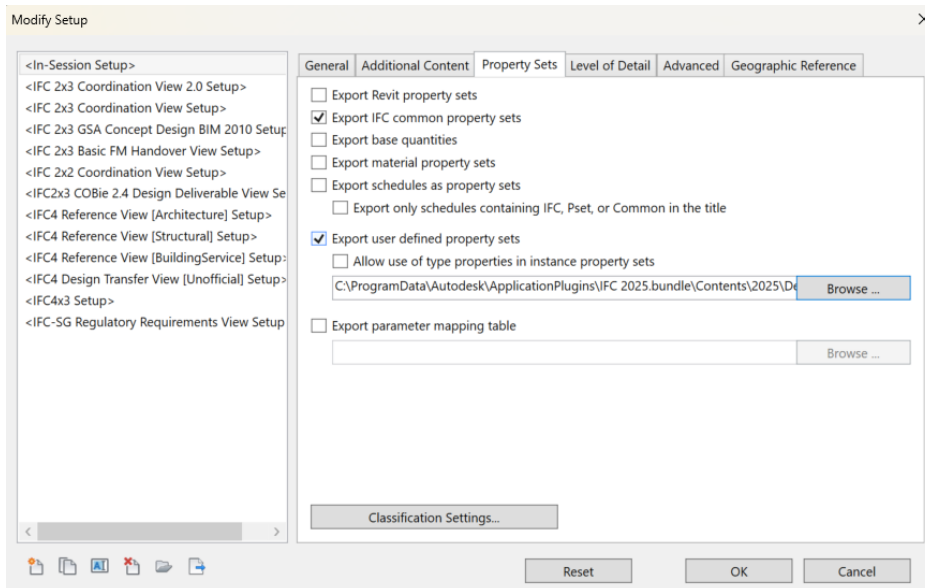 Modify Setup
<In-Session Setup>
<IFC 2x3 Coordination View 2.0 Setup>
<IFC 2x3 Coordination View Setup>
<IFC 2x3 GSA Concept Design BIM 2010 Setup
<IFC 2x3 Basic FM Handover View Setup>
<IFC 2x2 Coordination View Setup>
<IFC2x3 COBie 2.4 Design Deliverable View Se
<IFC4 Reference View [Architecture] Setup>
<IFC4 Reference View [Structural] Setup>
<IFC4 Reference View [BuildingService] Setup>
<IFC4 Design Transfer View [Unofficial] Setup>
<IFC4x3 Setup>
<IFC-SG Regulatory Requirements View Setup
General Additional Content Property Sets Level of Detail Advanced Geographic Reference
Export Revit property sets
Export IFC common property sets
Export base quantities
Export material property sets
Export schedules as property sets
Export only schedules containing IFC, Pset, or Common in the title
Export user defined property sets
Allow use of type properties in instance property sets
C:\ProgramData\Autodesk\ApplicationPlugins\IFC 2025.bundle\Contents\2025\De Browse ...
Export parameter mapping table
Browse ...
Classification Settings...
Reset OK Cancel